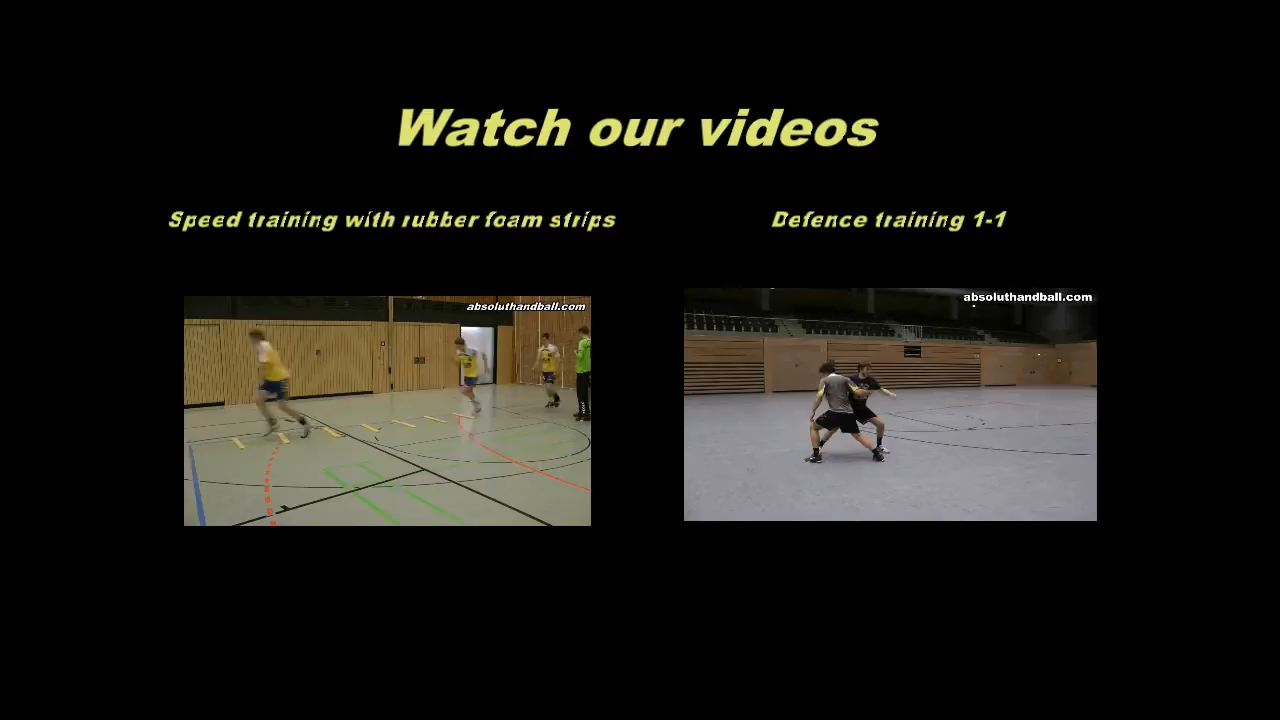 Watch our videos
Speed training with rubber foam strips
Defence training 1-1
absoluthandball.com
absoluthandball.com